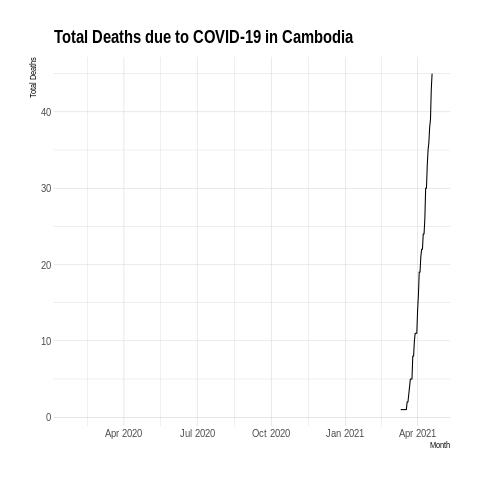 Total Deaths due to COVID-19 in Cambodia
Total Deaths
40
30
20
10
0
Apr 2020 Jul 2020 Oct 2020 Jan 2021 Apr 2021
Month